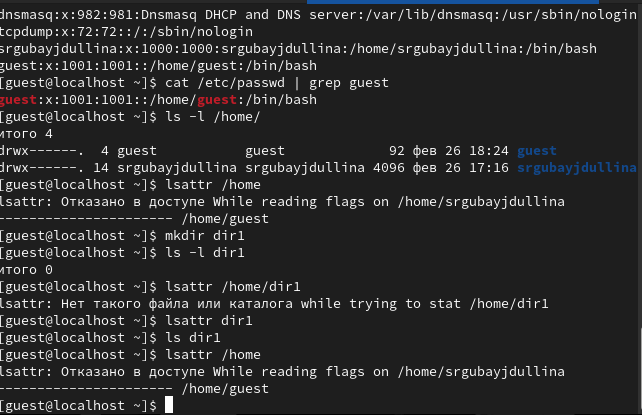 dnsmasq:x:982:981:Dnsmasq DHCP and DNS server:/var/lib/dnsmasq:/usr/sbin/nologin
tcpdump:x:72:72::/:/sbin/nologin
srgubayjdullina:x:1000:1000:srgubayjdullina:/home/srgubayjdullina:/bin/bash
guest:x:1001:1001::/home/guest:/bin/bash
[guest@localhost ~]$ cat /etc/passwd | grep guest
guest:x:1001:1001::/home/guest:/bin/bash
[guest@localhost ~]$ ls -l /home/
итого 4
drwx------.  4 guest           guest             92 фев 26 18:24 guest
drwx------. 14 srgubayjdullina srgubayjdullina 4096 фев 26 17:16 srgubayjdullina
[guest@localhost ~]$ lsattr /home
lsattr: Отказано в доступе While reading flags on /home/srgubayjdullina
---------------------- /home/guest
[guest@localhost ~]$ mkdir dir1
[guest@localhost ~]$ ls -l dir1
итого 0
[guest@localhost ~]$ lsattr /home/dir1
lsattr: Нет такого файла или каталога while trying to stat /home/dir1
[guest@localhost ~]$ lsattr dir1
[guest@localhost ~]$ ls dir1
[guest@localhost ~]$ lsattr /home
lsattr: Отказано в доступе While reading flags on /home/srgubayjdullina
---------------------- /home/guest
[guest@localhost ~]$